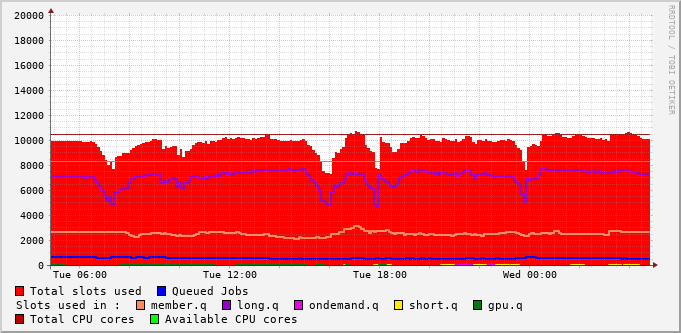 20000
18000
16000
14000
12000
10000
8000
6000
4000
2000
0
Tue 06:00 Tue 12:00 Tue 18:00 Wed 00:00
RRDTOOL / TOBI OETIKER
Total slots used Queued Jobs
Slots used in : member.q long.q ondemand.q short.q gpu.q
Total CPU cores Available CPU cores